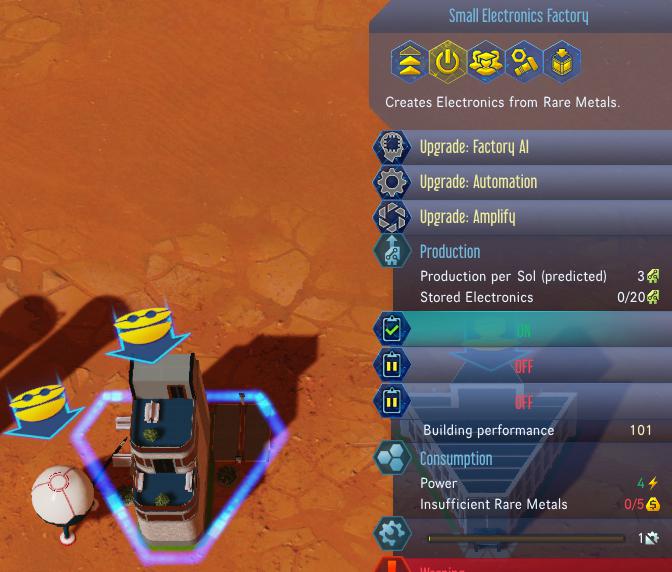 Small Electronics Factory
Creates Electronics from Rare Metals.
Upgrade: Factory AI
Upgrade: Automation
Upgrade: Amplify
Production
Production per Sol (predicted) 3
Stored Electronics 0/20
ON
OFF
OFF
Building performance 101
Consumption
Power 4
Insufficient Rare Metals 0/5
1
Warning